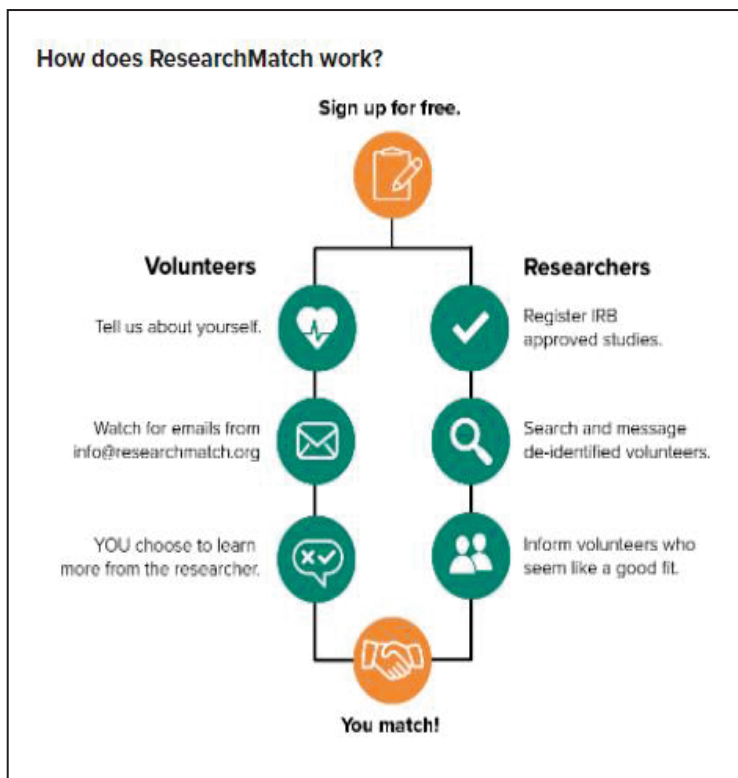 How does ResearchMatch work?
Sign up for free.
Volunteers
Tell us about yourself.
Watch for emails from
info@researchmatch.org
YOU choose to learn
more from the researcher.
Researchers
Register IRB
approved studies.
Search and message
de-identified volunteers.
Inform volunteers who
seem like a good fit.
You match!